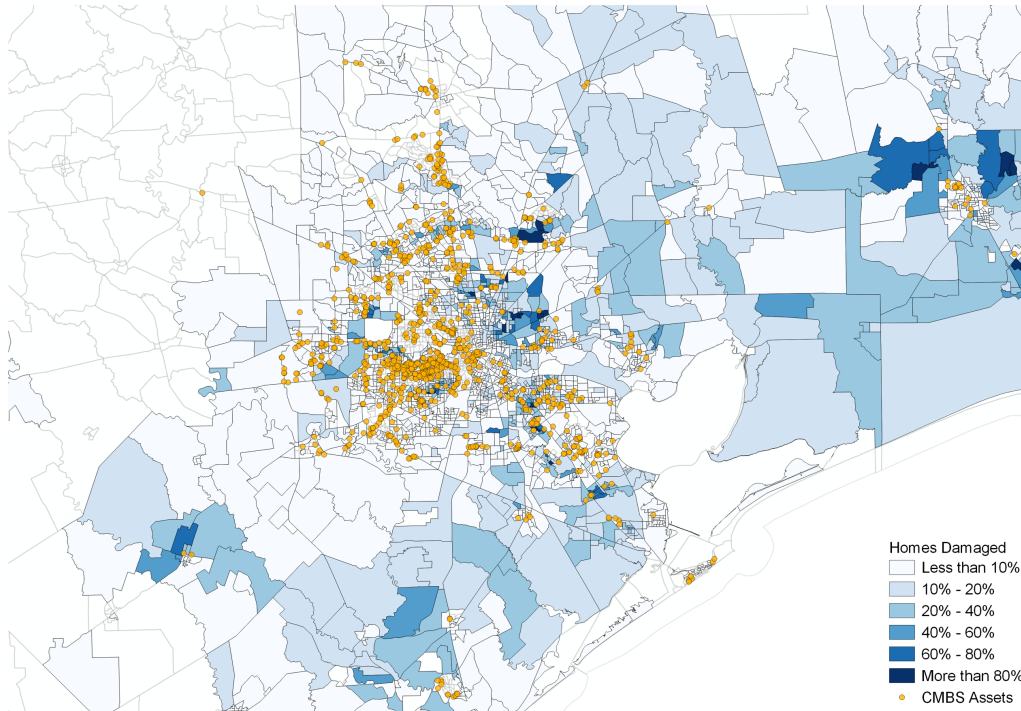 Homes Damaged
Less than 10%
10% - 20%
20% - 40%
40% - 60%
60% - 80%
More than 80%
CMBS Assets